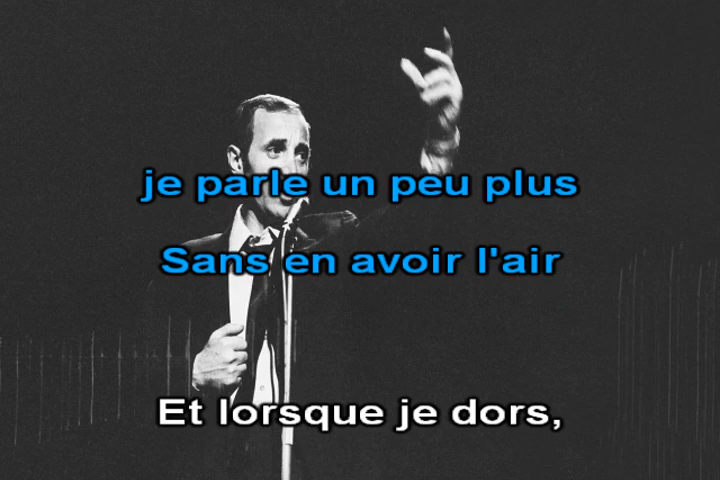 je parle un peu plus
Sans en avoir l'air
Et lorsque je dors,